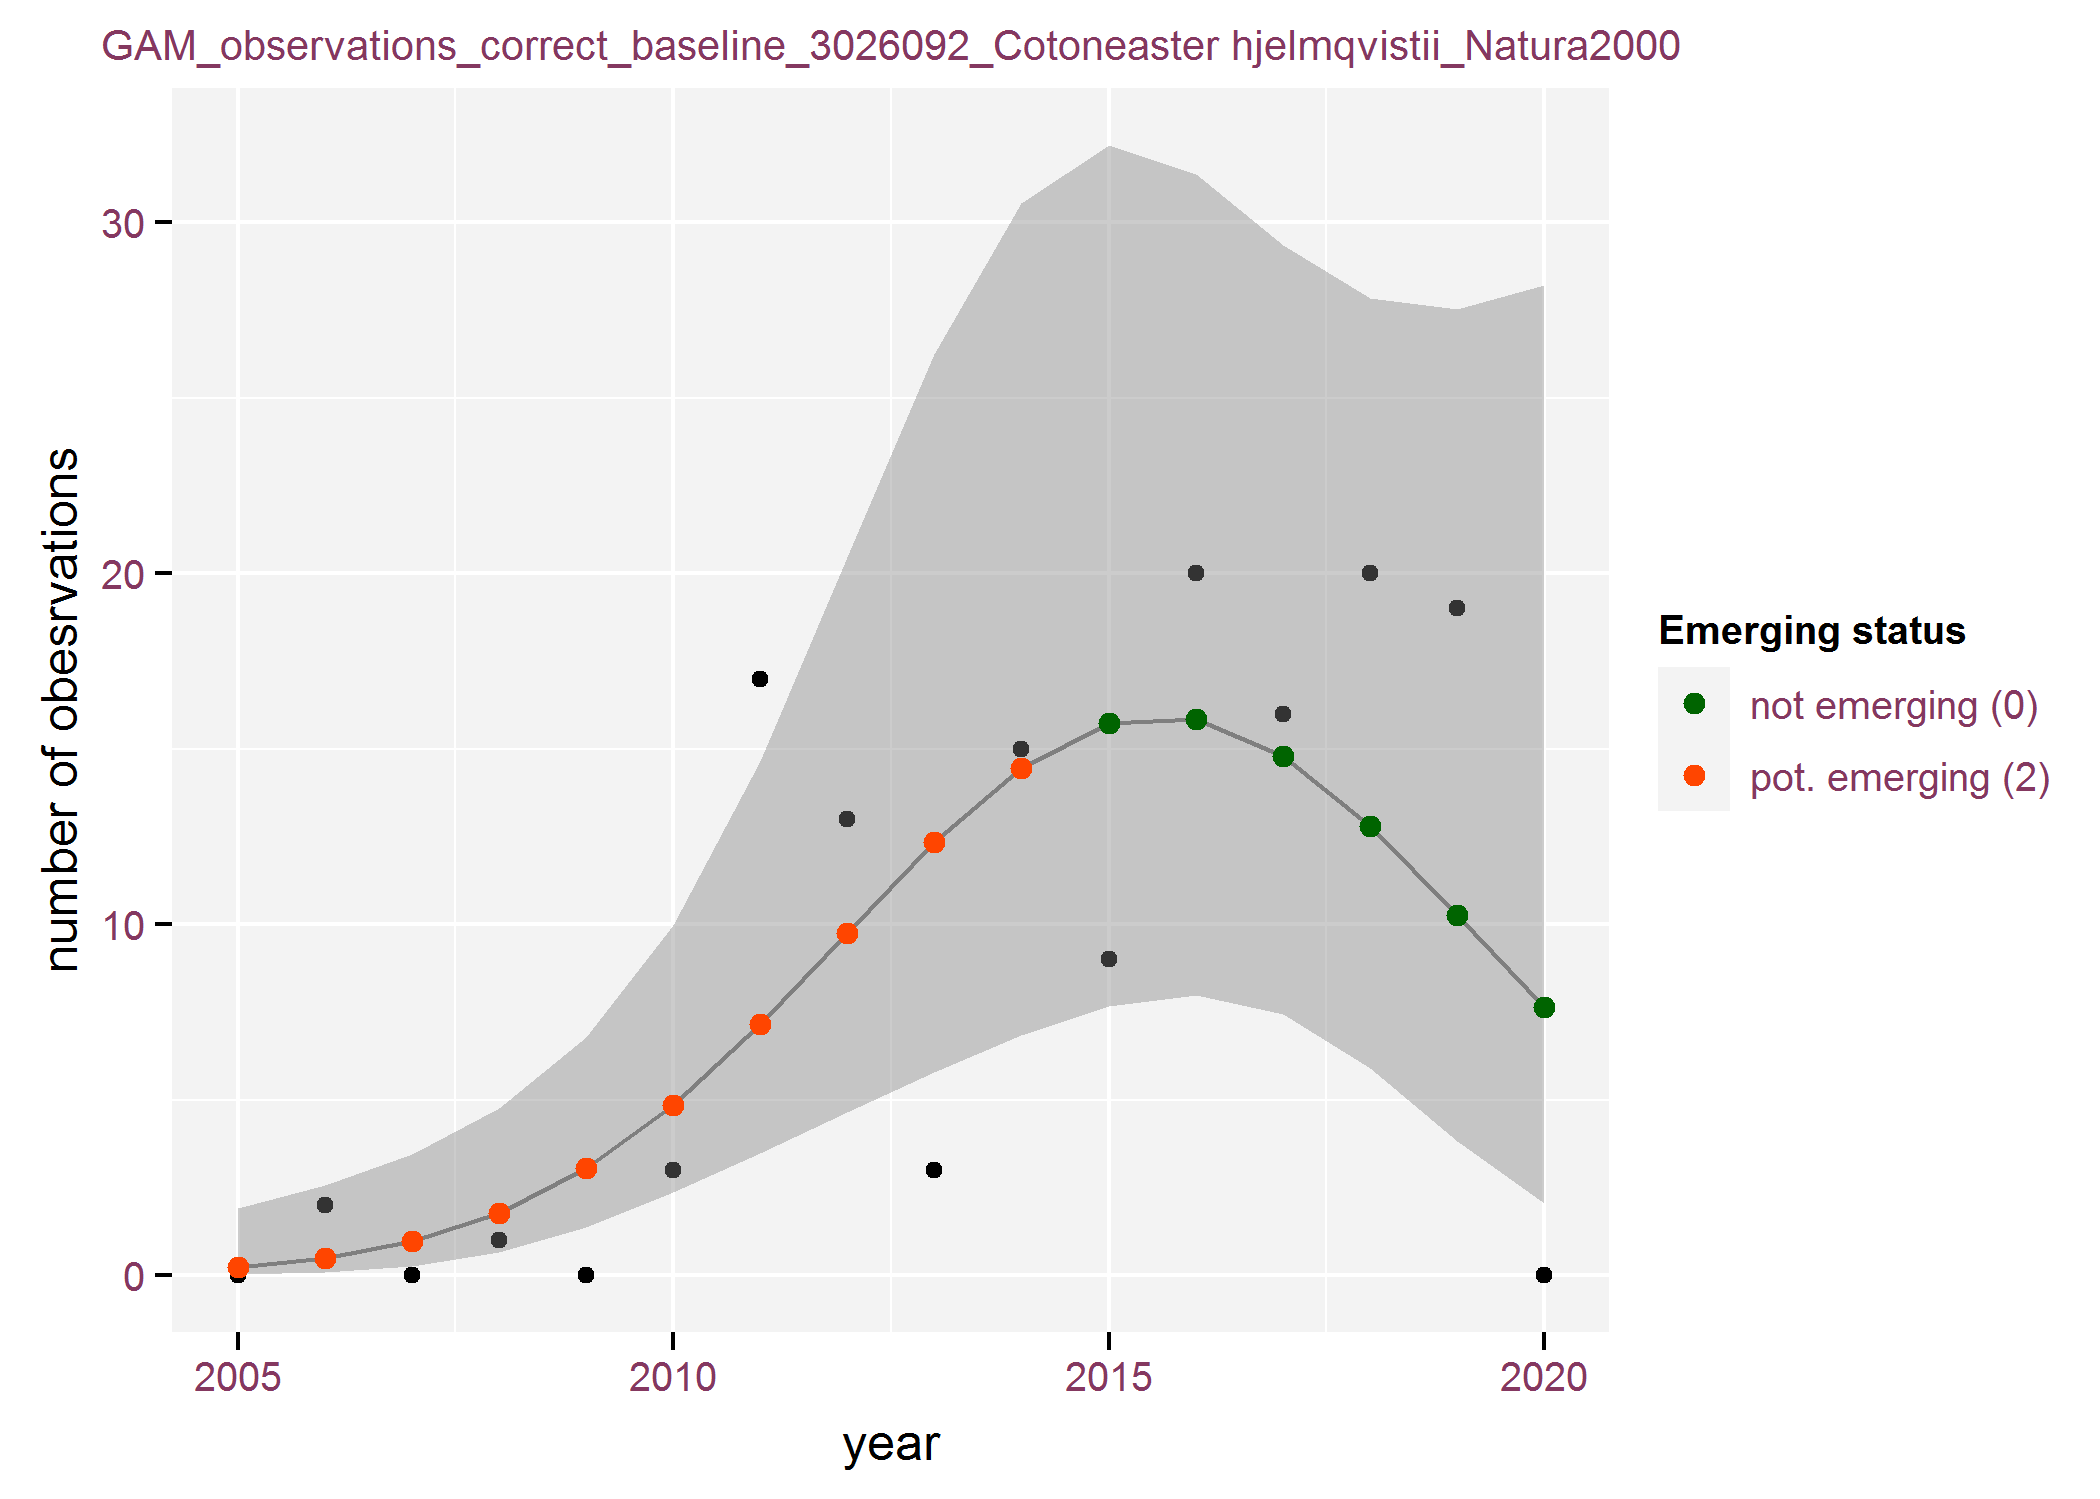 GAM_observations_correct_baseline_3026092_Cotoneaster hjelmqvistii_Natura2000
number of obesrvations
30
20
10
0
2005 2010 2015 2020
year
Emerging status
not emerging (0)
pot. emerging (2)